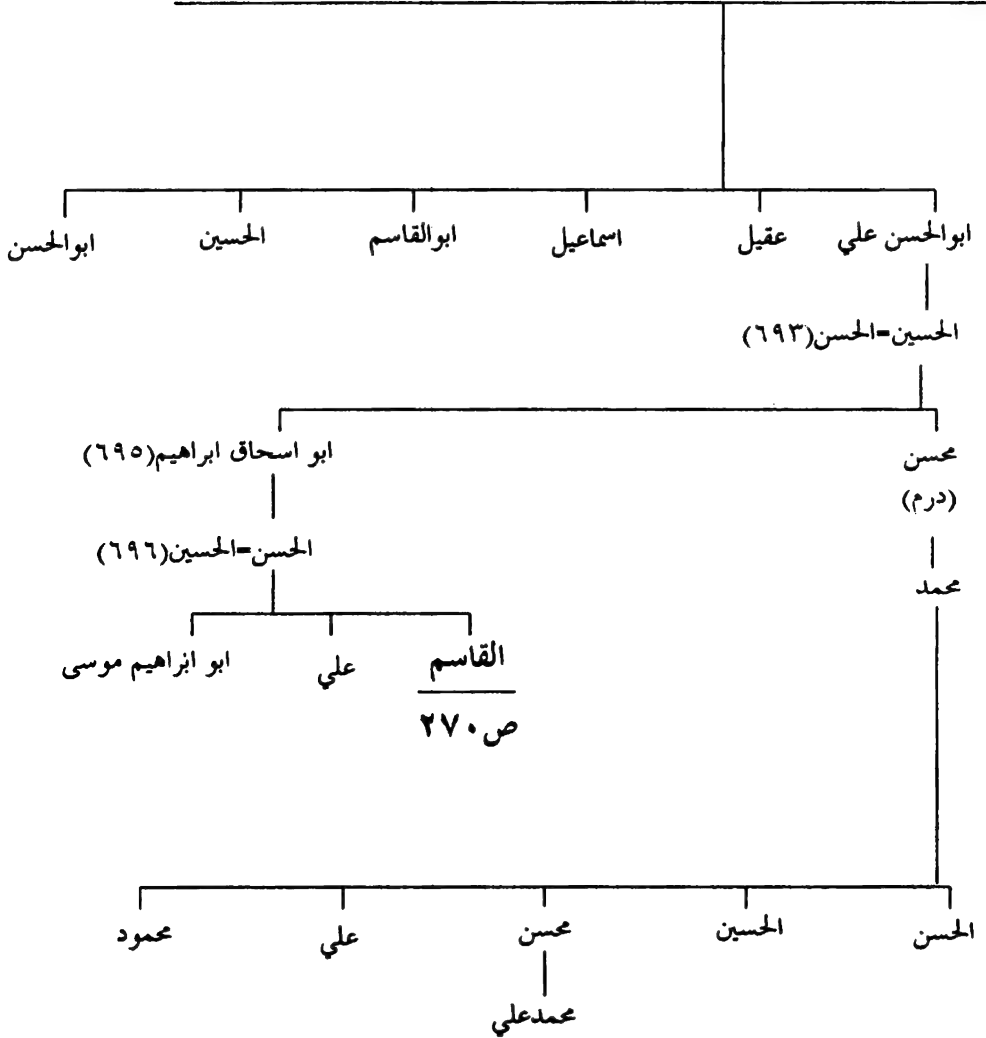 ابوالحسن علي عقيل اسماعيل ابوالقاسم الحسين ابوالحسن
الحسين=الحسن(٦٩٣)
محسن ابو اسحاق ابراهيم(٦٩٥)
(درم)
الحسن=الحسين(٦٩٦)
محمد
القاسم علي ابو ابراهيم موسى
ص٢٧٠
الحسن الحسين محسن علي محمود
محمدعلي